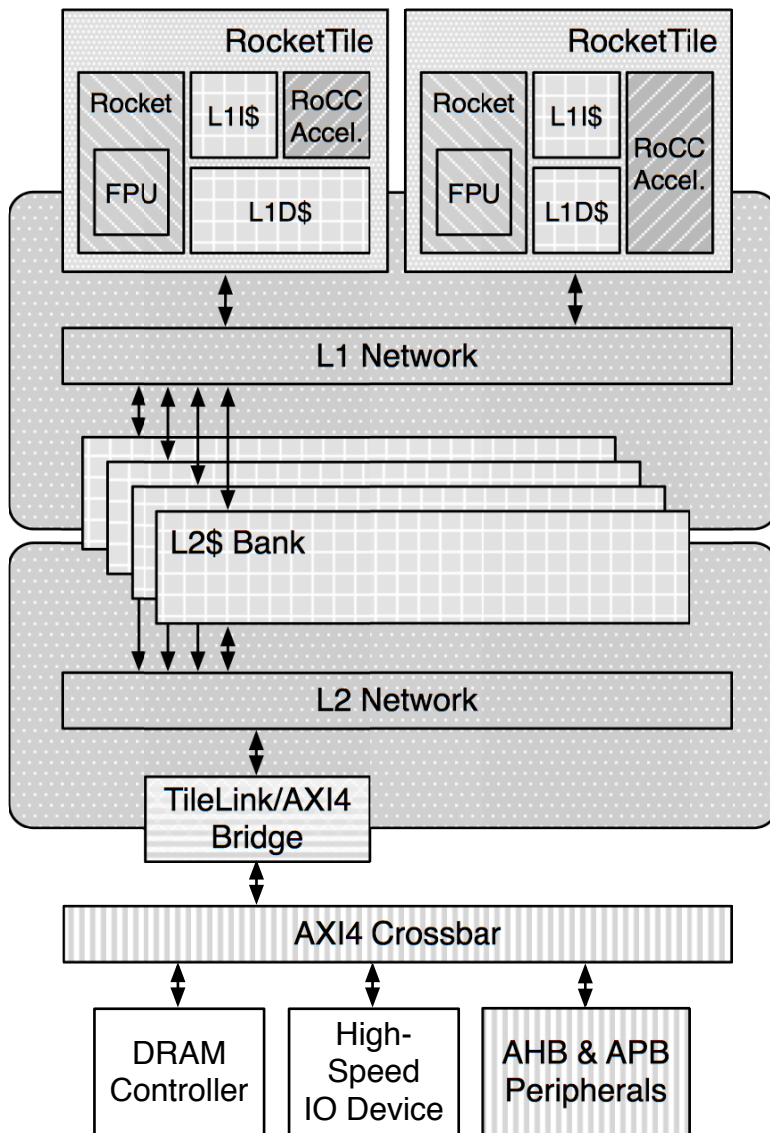 RocketTile
Rocket
FPU
L1I$
RoCC
Accel.
L1D$
RocketTile
Rocket
FPU
L1I$
L1D$
RoCC
Accel.
L1 Network
L2$ Bank
L2 Network
TileLink/AXI4
Bridge
AXI4 Crossbar
DRAM
Controller
High-
Speed
IO Device
AHB & APB
Peripherals